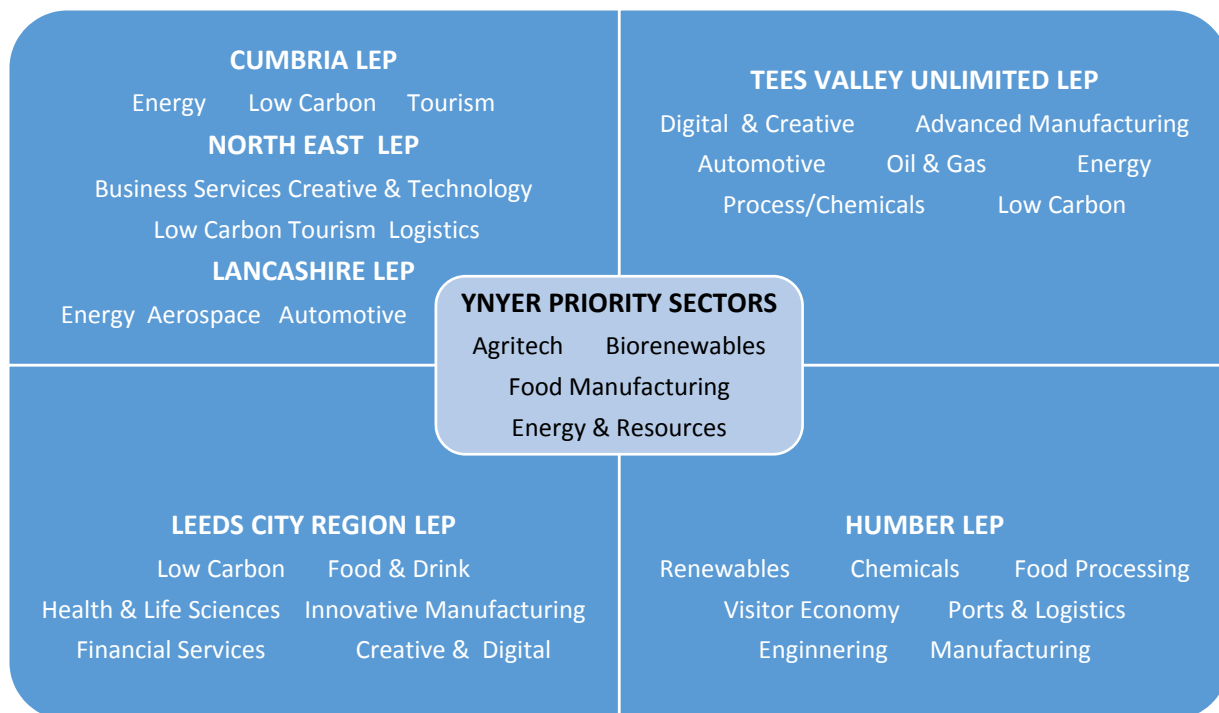 CUMBRIA LEP
Energy Low Carbon Tourism
NORTH EAST LEP
Business Services Creative & Technology
Low Carbon Tourism Logistics
LANCASHIRE LEP
Energy Aerospace Automotive
TEES VALLEY UNLIMITED LEP
Digital & Creative Advanced Manufacturing
Automotive Oil & Gas Energy
Process/Chemicals Low Carbon
YNYER PRIORITY SECTORS
Agritech Biorenewables
Food Manufacturing
Energy & Resources
LEEDS CITY REGION LEP
Low Carbon Food & Drink
Health & Life Sciences Innovative Manufacturing
Financial Services Creative & Digital
HUMBER LEP
Renewables Chemicals Food Processing
Visitor Economy Ports & Logistics
Enginnering Manufacturing